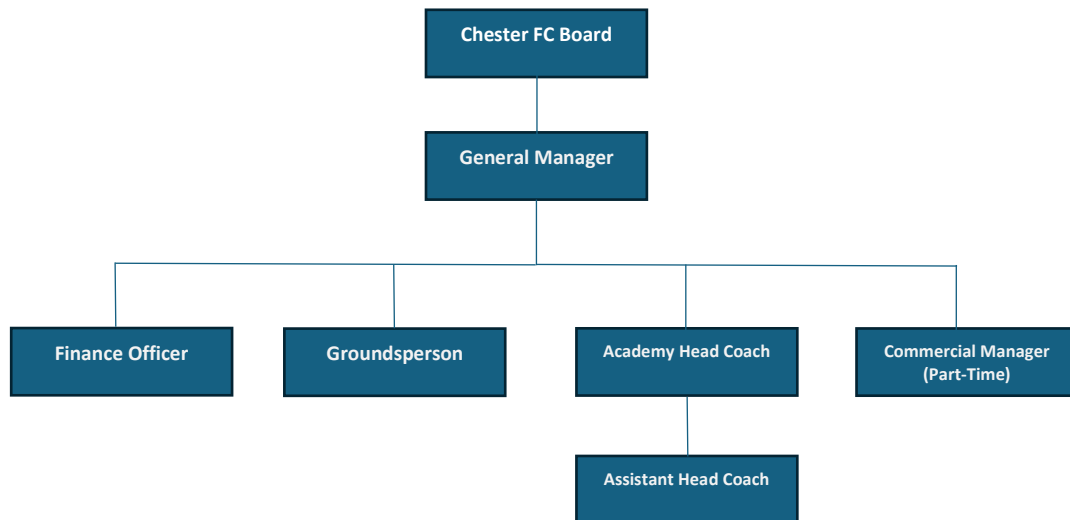 Chester FC Board
General Manager
Finance Officer
Groundsperson
Academy Head Coach
Commercial Manager
(Part-Time)
Assistant Head Coach